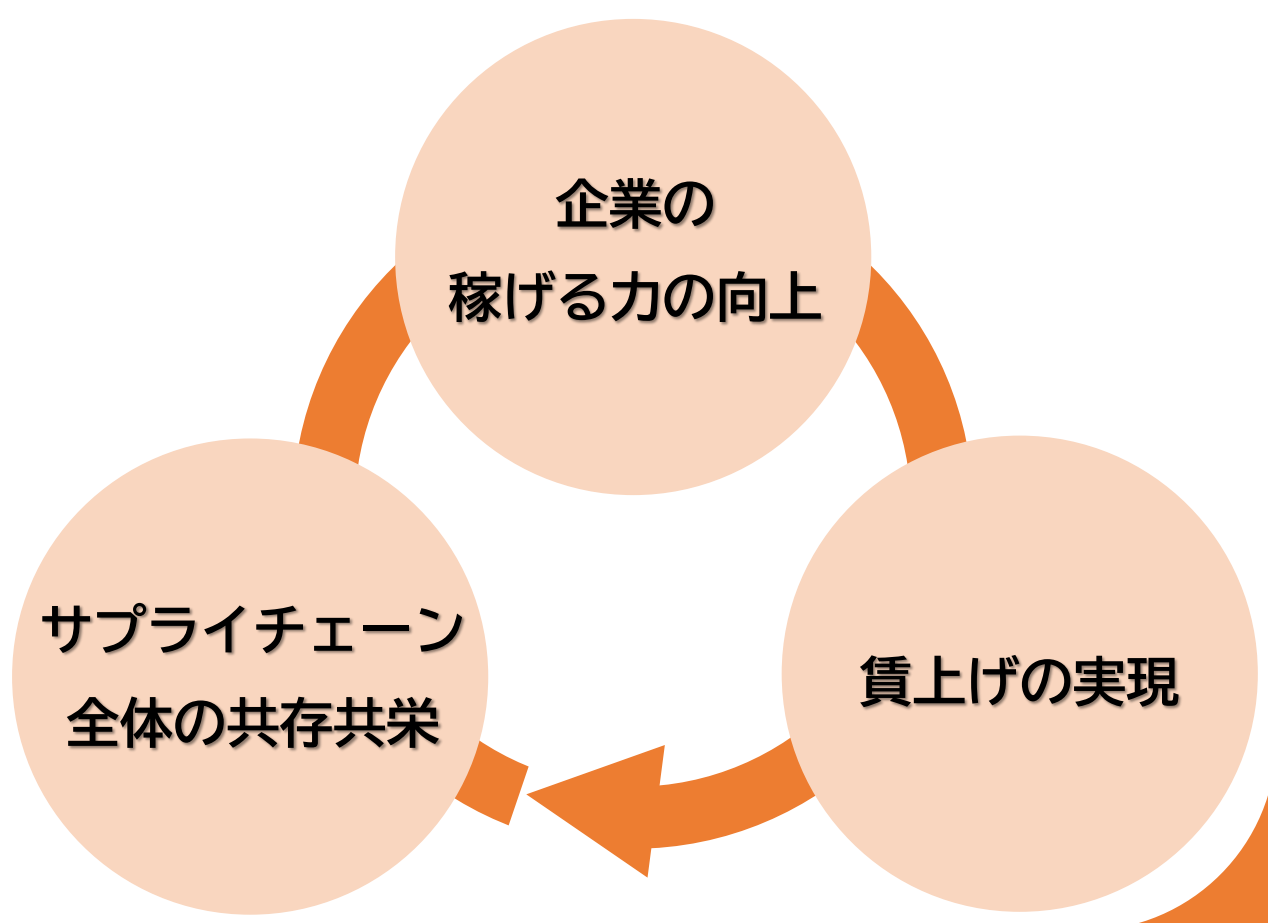 企業の
稼げる力の向上
サプライチェーン
全体の共存共栄
賃上げの実現